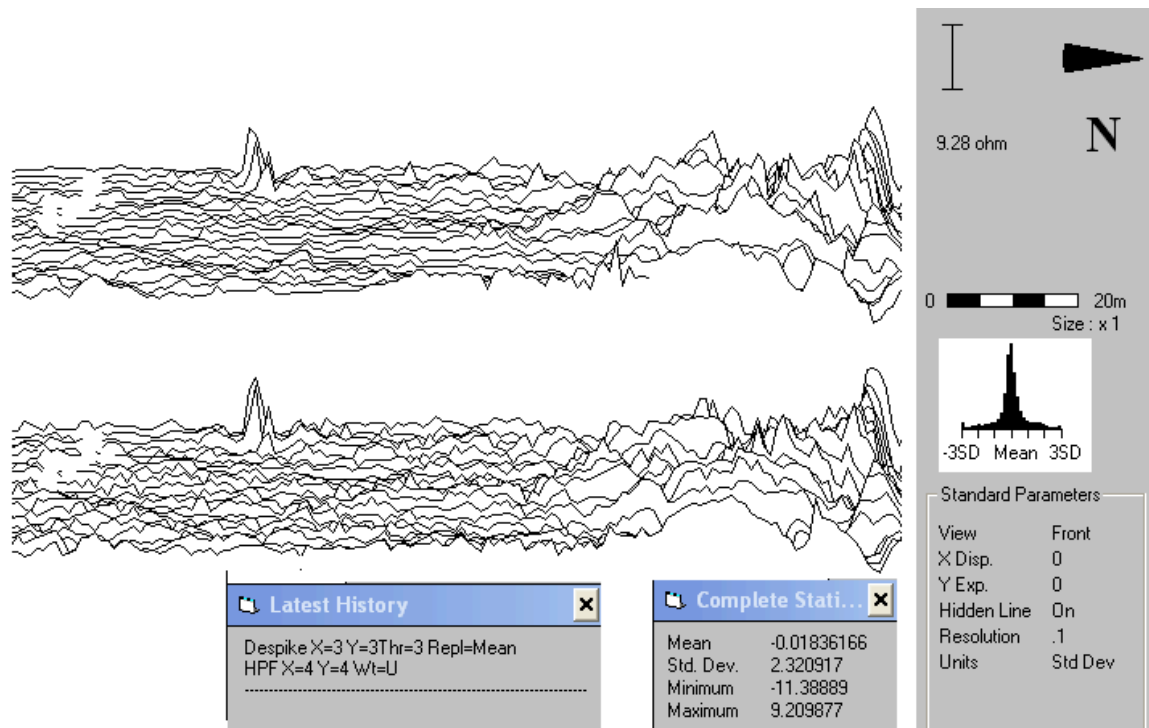 9.28 ohm
N
0 20m
Size : x 1
-3SD Mean 3SD
Standard Parameters
View Front
X Disp. 0
Y Exp. 0
Hidden Line On
Resolution .1
Units Std Dev
Latest History
Despike X=3 Y=3Thr=3 Repl=Mean
HPF X=4 Y=4 Wt=U
Complete Stati...
Mean -0.01836166
Std. Dev. 2.320917
Minimum -11.38889
Maximum 9.209877